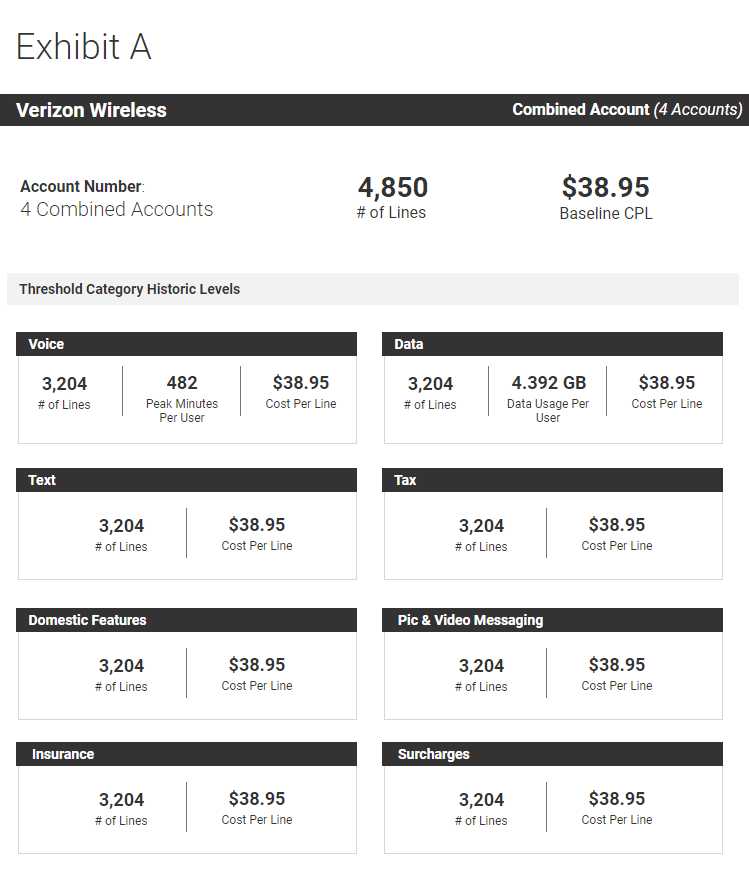 Exhibit A
Verizon Wireless
Combined Account (4 Accounts)
Account Number:
4 Combined Accounts
4,850
# of Lines
$38.95
Baseline CPL
Threshold Category Historic Levels
Voice
3,204
# of Lines
482
Peak Minutes
Per User
$38.95
Cost Per Line
Data
3,204
# of Lines
4.392 GB
Data Usage Per
User
$38.95
Cost Per Line
Text
3,204
# of Lines
$38.95
Cost Per Line
Tax
3,204
# of Lines
$38.95
Cost Per Line
Domestic Features
3,204
# of Lines
$38.95
Cost Per Line
Pic & Video Messaging
3,204
# of Lines
$38.95
Cost Per Line
Insurance
3,204
# of Lines
$38.95
Cost Per Line
Surcharges
3,204
# of Lines
$38.95
Cost Per Line